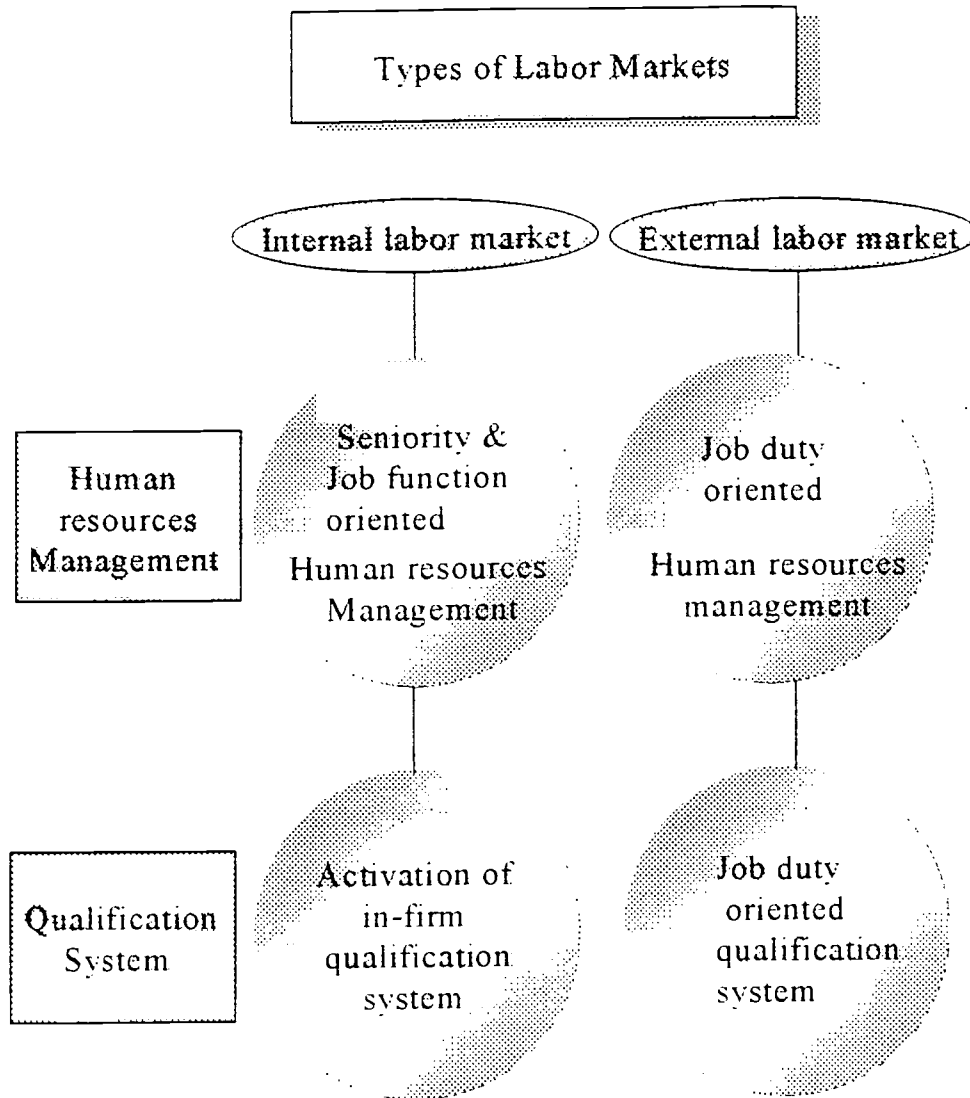 Types of Labor Markets
Internal labor market
External labor market
Human
resources
Management
Seniority &
Job function
oriented
Human resources
Management
Job duty
oriented
Human resources
management
Qualification
System
Activation of
in-firm
qualification
system
Job duty
oriented
qualification
system